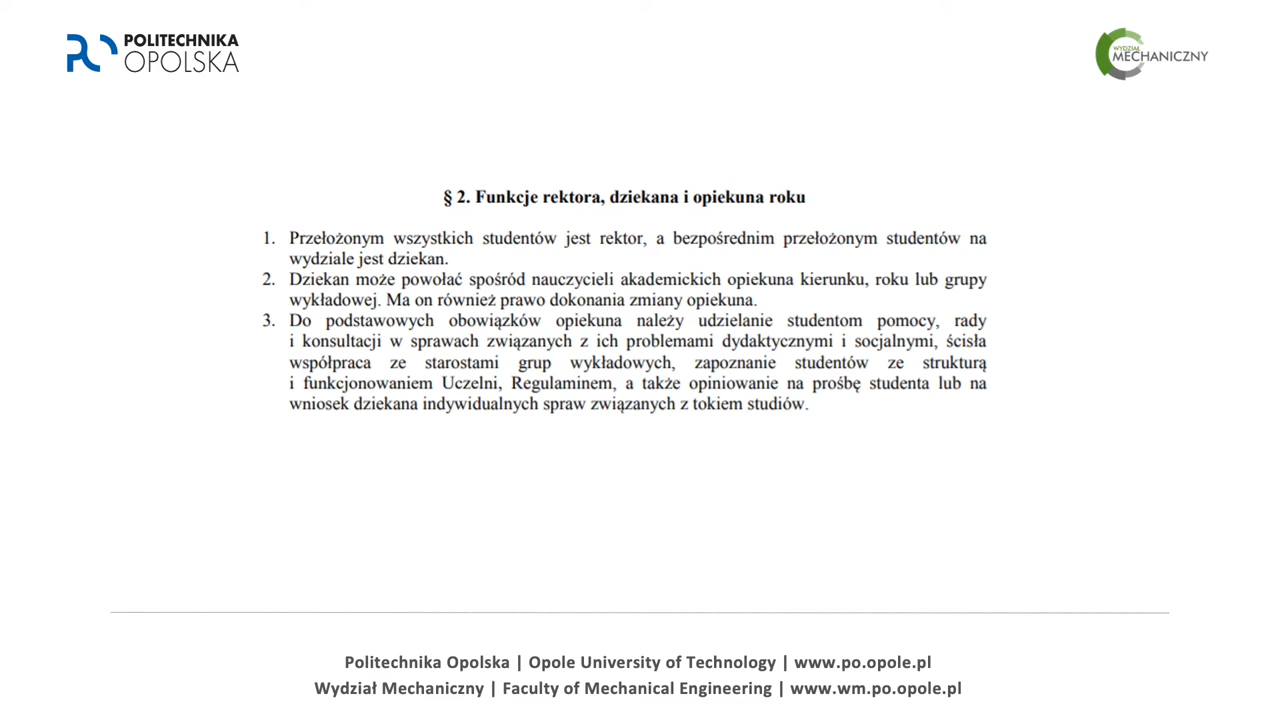 POLITECHNIKA
OPOLSKA
WYDZIAŁ
MECHANICZNY
§ 2. Funkcje rektora, dziekana i opiekuna roku
1. Przełożonym wszystkich studentów jest rektor, a bezpośrednim przełożonym studentów na
wydziale jest dziekan.
2. Dziekan może powołać spośród nauczycieli akademickich opiekuna kierunku, roku lub grupy
wykładowej. Ma on również prawo dokonania zmiany opiekuna.
3. Do podstawowych obowiązków opiekuna należy udzielanie studentom pomocy, rady
i konsultacji w sprawach związanych z ich problemami dydaktycznymi i socjalnymi, ścisła
współpraca ze starostami grup wykładowych, zapoznanie studentów ze strukturą
i funkcjonowaniem Uczelni, Regulaminem, a także opiniowanie na prośbę studenta lub na
wniosek dziekana indywidualnych spraw związanych z tokiem studiów.
Politechnika Opolska | Opole University of Technology | www.po.opole.pl
Wydział Mechaniczny | Faculty of Mechanical Engineering | www.wm.po.opole.pl